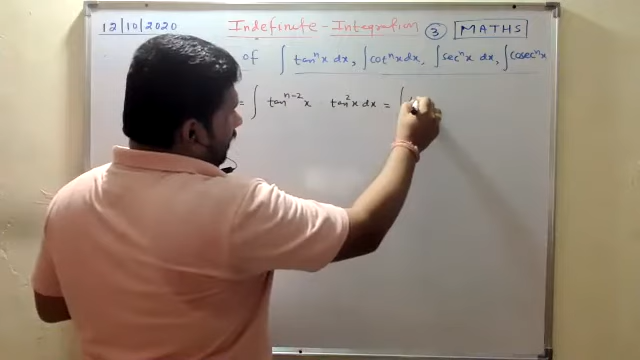 12/10/2020 Indefinite - Integration ③ MATHS
of ∫ tanⁿx dx, ∫cotⁿx dx, ∫secⁿx dx, ∫cosecⁿx
= ∫ tanⁿ⁻²x tan²x dx = ∫